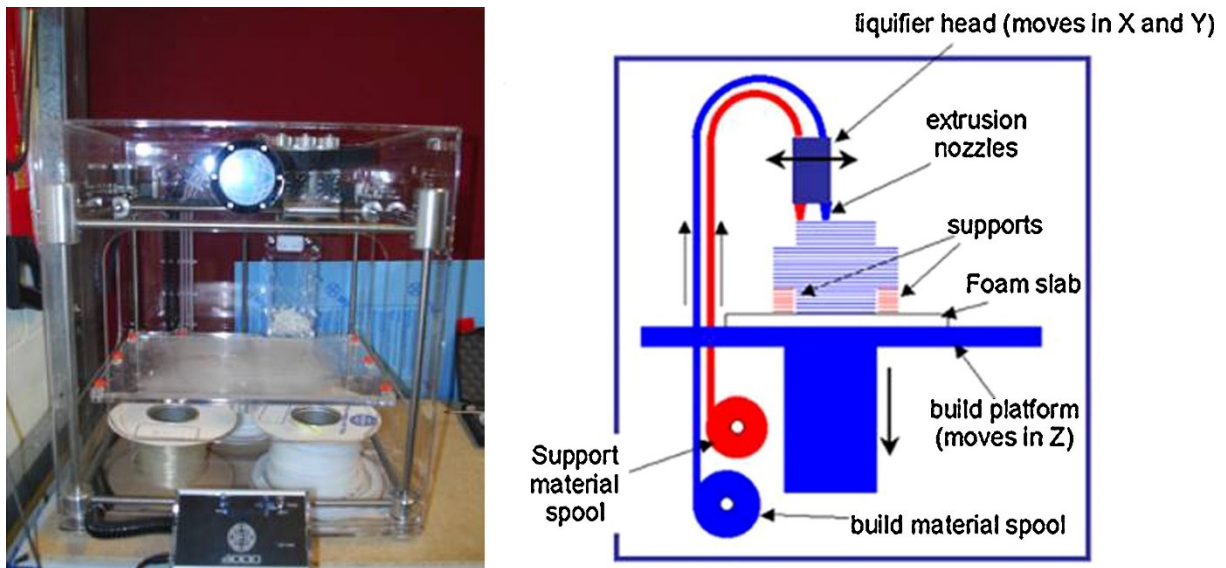 liquifier head (moves in X and Y)
extrusion
nozzles
supports
Foam slab
build platform
(moves in Z)
Support
material
spool
build material spool